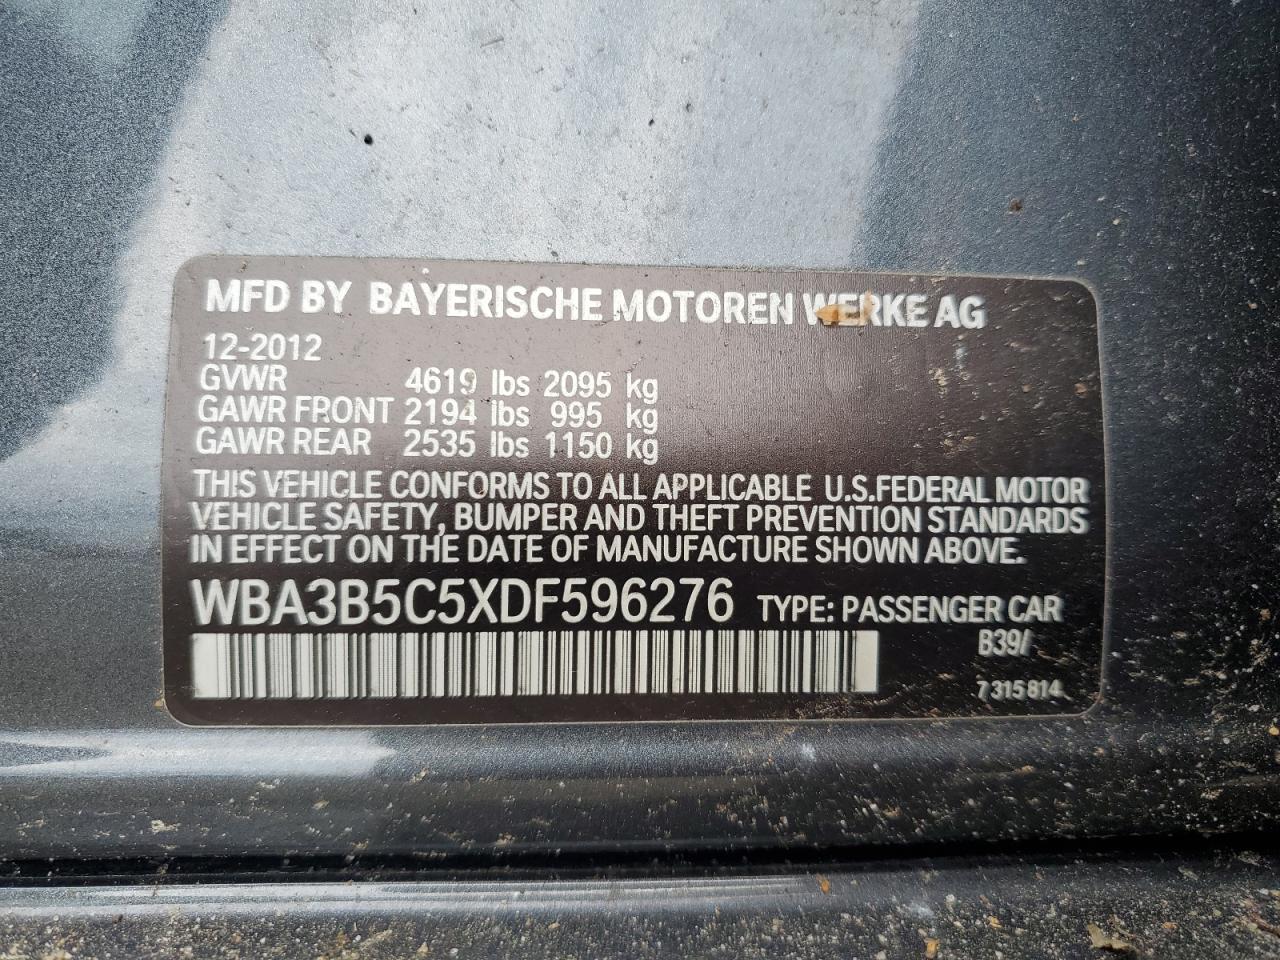 MFD BY BAYERISCHE MOTOREN WERKE AG
12-2012
GVWR 4619 lbs 2095 kg
GAWR FRONT 2194 lbs 995 kg
GAWR REAR 2535 lbs 1150 kg
THIS VEHICLE CONFORMS TO ALL APPLICABLE U.S.FEDERAL MOTOR
VEHICLE SAFETY, BUMPER AND THEFT PREVENTION STANDARDS
IN EFFECT ON THE DATE OF MANUFACTURE SHOWN ABOVE.
WBA3B5C5XDF596276 TYPE: PASSENGER CAR
B39/
7 315 814